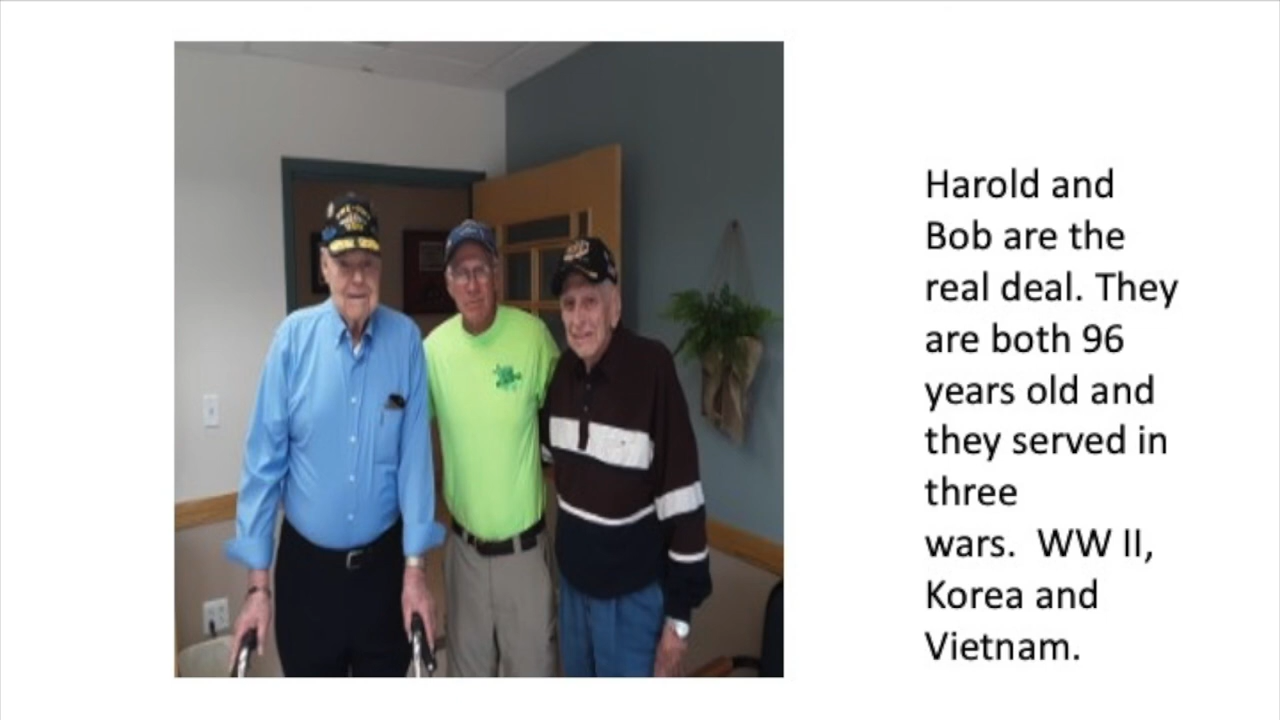 Harold and
Bob are the
real deal. They
are both 96
years old and
they served in
three
wars.  WW II,
Korea and
Vietnam.